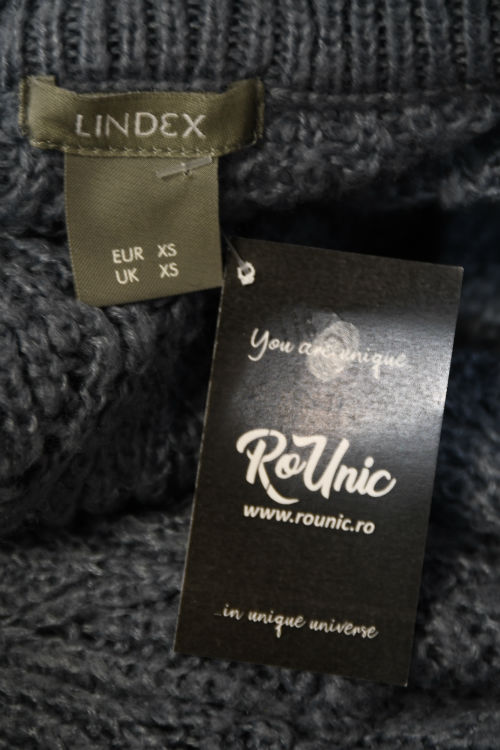 LINDEX
EUR XS
UK XS
You are unique
RoUnic
www.rounic.ro
...in unique universe